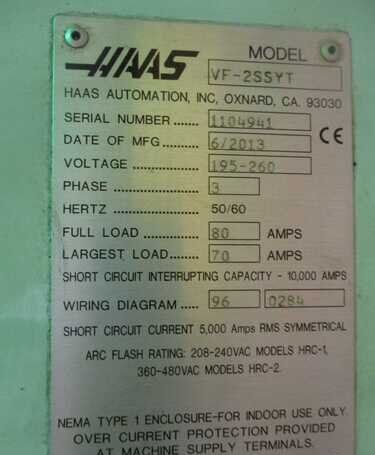 HAAS MODEL
VF-2SSYT
HAAS AUTOMATION, INC, OXNARD, CA. 93030
SERIAL NUMBER ...... 1104941
DATE OF MFG ........ 6/2013 CE
VOLTAGE ............ 195-260
PHASE .............. 3
HERTZ .............. 50/60
FULL LOAD .......... 80 AMPS
LARGEST LOAD..... 70 AMPS
SHORT CIRCUIT INTERRUPTING CAPACITY - 10,000 AMPS
WIRING DIAGRAM ..... 96 0284
SHORT CIRCUIT CURRENT 5,000 Amps RMS SYMMETRICAL
ARC FLASH RATING: 208-240VAC MODELS HRC-1,
360-480VAC MODELS HRC-2.
NEMA TYPE 1 ENCLOSURE-FOR INDOOR USE ONLY.
OVER CURRENT PROTECTION PROVIDED
AT MACHINE SUPPLY TERMINALS.